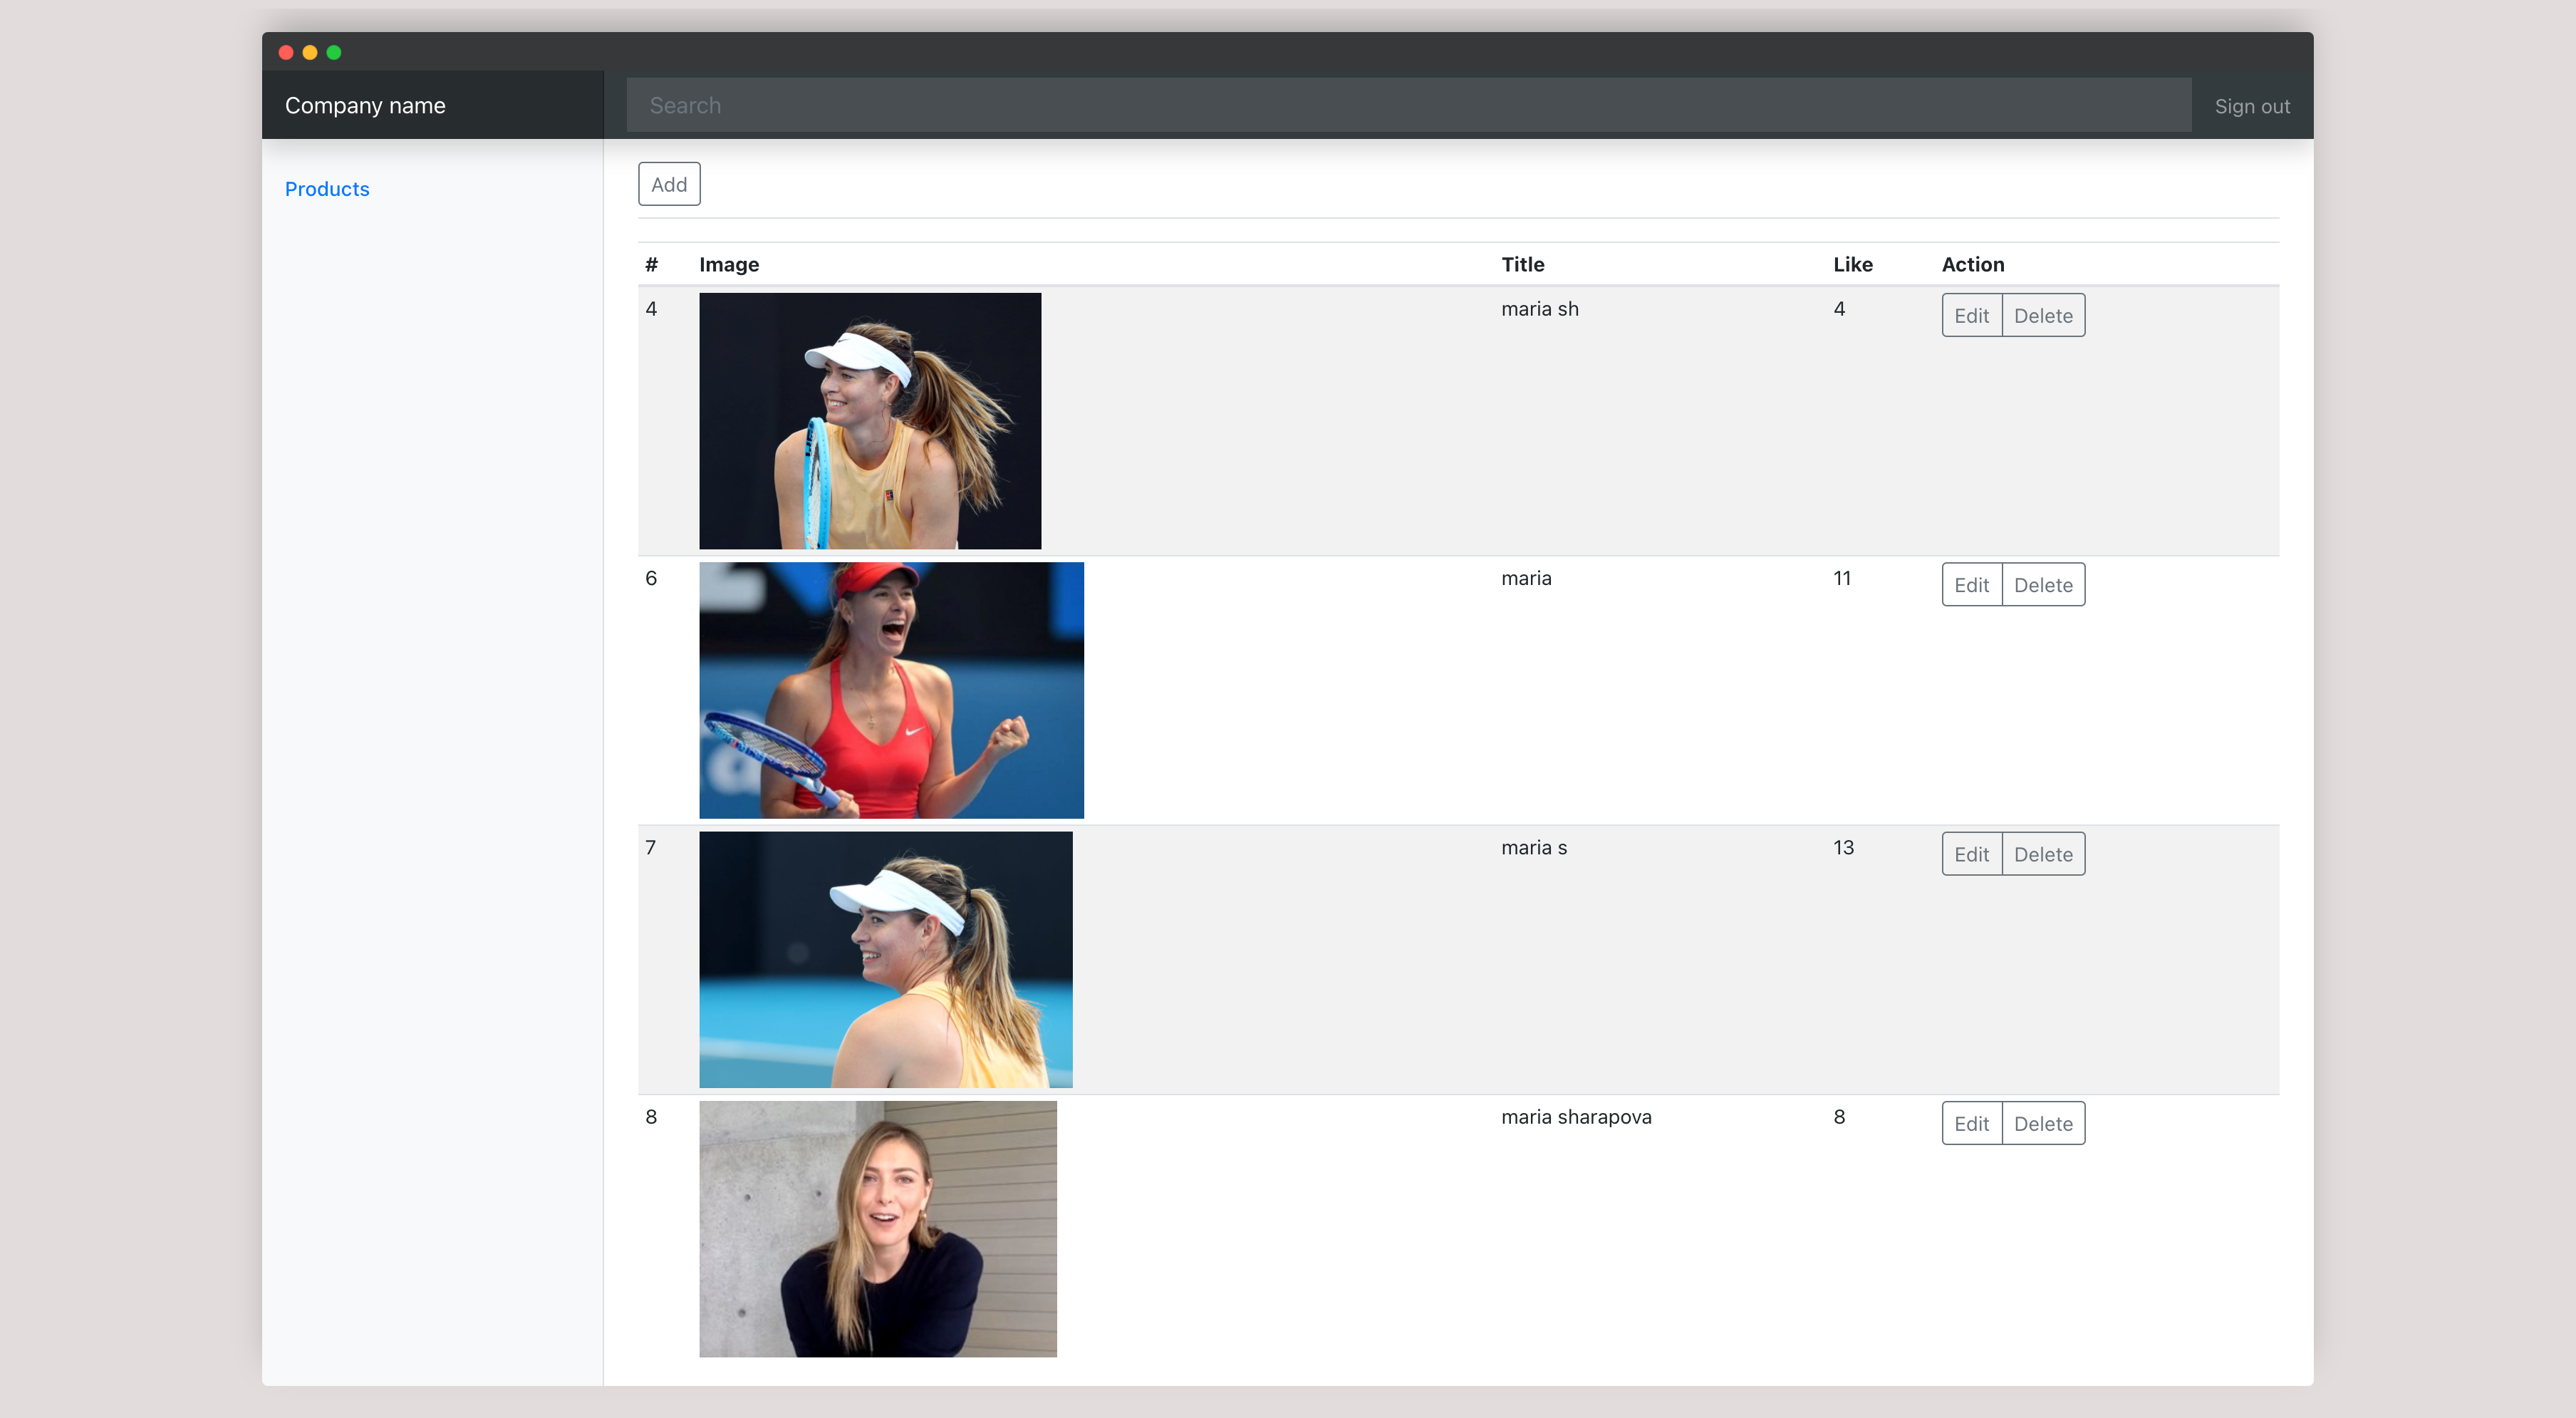 Company name
Search
Sign out
Products
Add
# Image Title Like Action
4 maria sh 4 Edit Delete
6 maria 11 Edit Delete
7 maria s 13 Edit Delete
8 maria sharapova 8 Edit Delete